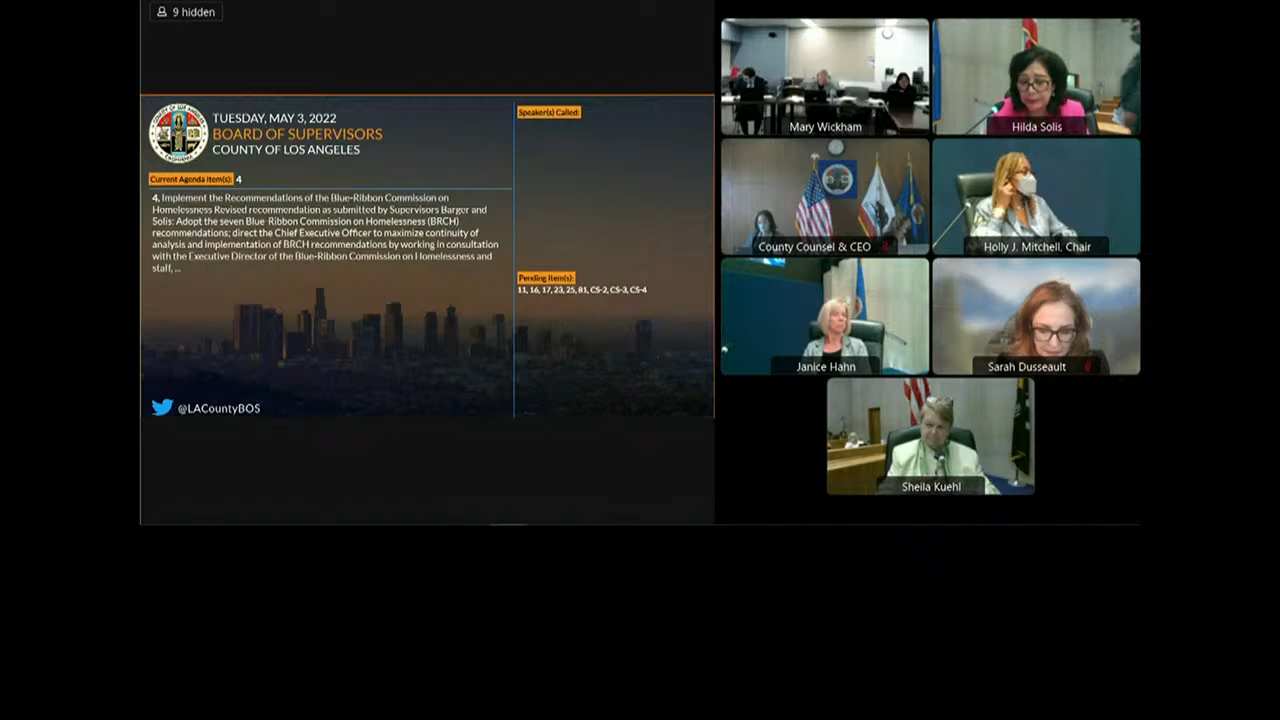 9 hidden
TUESDAY, MAY 3, 2022
BOARD OF SUPERVISORS
COUNTY OF LOS ANGELES
Current Agenda Item(s): 4
4. Implement the Recommendations of the Blue-Ribbon Commission on
Homelessness Revised recommendation as submitted by Supervisors Barger and
Solis: Adopt the seven Blue-Ribbon Commission on Homelessness (BRCH)
recommendations; direct the Chief Executive Officer to maximize continuity of
analysis and implementation of BRCH recommendations by working in consultation
with the Executive Director of the Blue-Ribbon Commission on Homelessness and
staff, ...
@LACountyBOS
Speaker(s) Called:
Pending Item(s):
11, 16, 17, 23, 25, 81, CS-2, CS-3, CS-4
Mary Wickham
Hilda Solis
County Counsel & CEO
Holly J. Mitchell, Chair
Janice Hahn
Sarah Dusseault
Sheila Kuehl